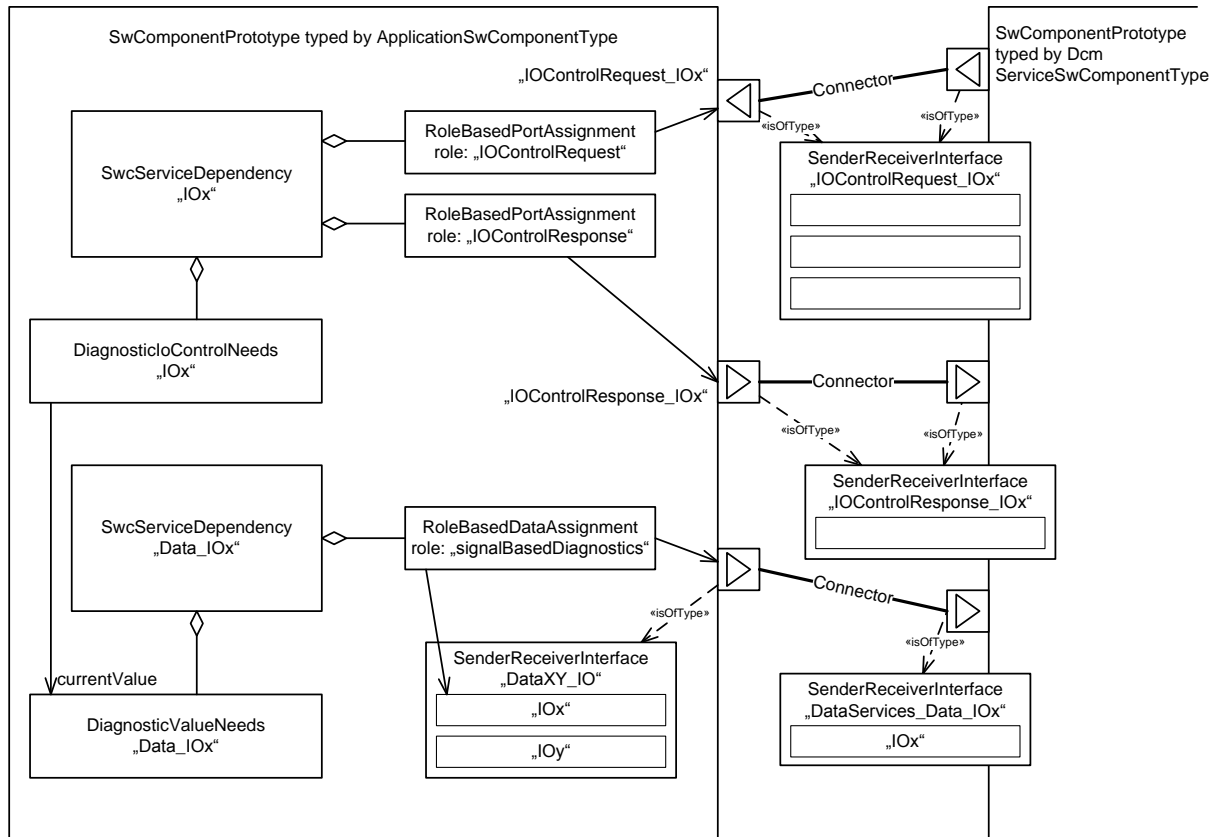 SwComponentPrototype typed by ApplicationSwComponentType
SwComponentPrototype
typed by Dcm
ServiceSwComponentType
„IOControlRequest_IOx“
Connector
«isOfType»
«isOfType»
SwcServiceDependency
„IOx“
RoleBasedPortAssignment
role: „IOControlRequest“
SenderReceiverInterface
„IOControlRequest_IOx“
RoleBasedPortAssignment
role: „IOControlResponse“
DiagnosticIoControlNeeds
„IOx“
„IOControlResponse_IOx“
Connector
«isOfType»
«isOfType»
SenderReceiverInterface
„IOControlResponse_IOx“
SwcServiceDependency
„Data_IOx“
RoleBasedDataAssignment
role: „signalBasedDiagnostics“
Connector
«isOfType»
«isOfType»
SenderReceiverInterface
„DataXY_IO“
„IOx“
„IOy“
currentValue
DiagnosticValueNeeds
„Data_IOx“
SenderReceiverInterface
„DataServices_Data_IOx“
„IOx“